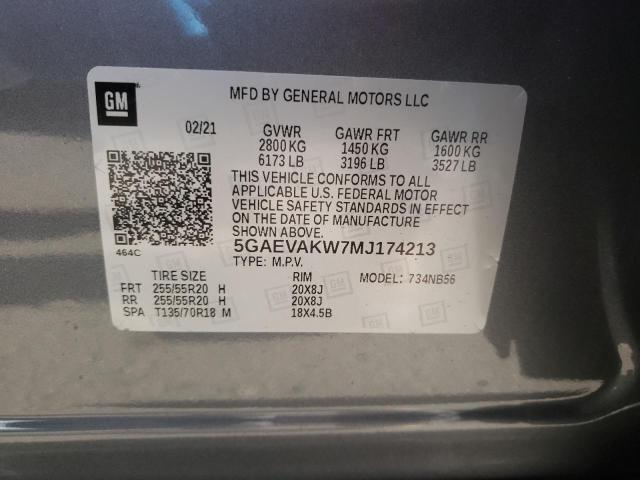 GM
MFD BY GENERAL MOTORS LLC
02/21 GVWR GAWR FRT GAWR RR
2800 KG 1450 KG 1600 KG
6173 LB 3196 LB 3527 LB
THIS VEHICLE CONFORMS TO ALL
APPLICABLE U.S. FEDERAL MOTOR
VEHICLE SAFETY STANDARDS IN EFFECT
ON THE DATE OF MANUFACTURE
SHOWN ABOVE.
464C 5GAEVAKW7MJ174213
TYPE: M.P.V.
TIRE SIZE RIM MODEL: 734NB56
FRT 255/55R20 H 20X8J
RR 255/55R20 H 20X8J
SPA T135/70R18 M 18X4.5B